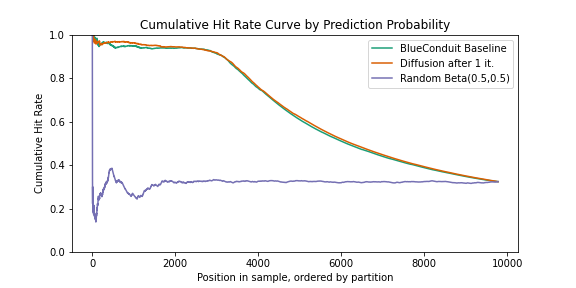 Cumulative Hit Rate Curve by Prediction Probability
Cumulative Hit Rate
1.0
0.8
0.6
0.4
0.2
0.0
BlueConduit Baseline
Diffusion after 1 it.
Random Beta(0.5,0.5)
0 2000 4000 6000 8000 10000
Position in sample, ordered by partition